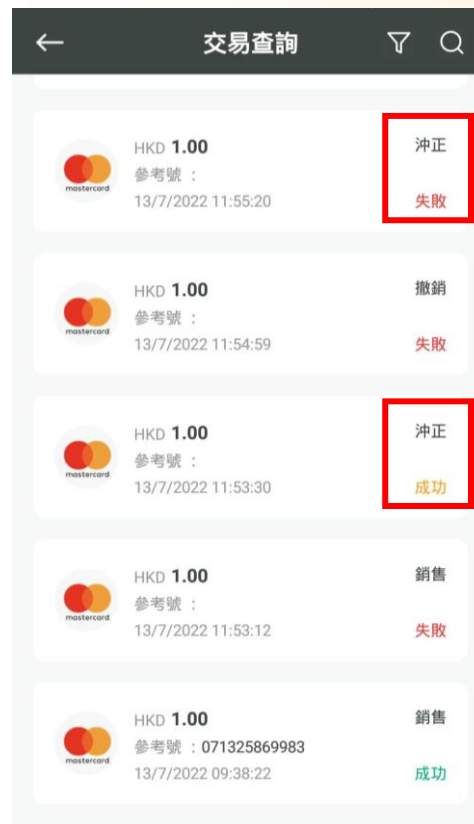 交易查詢
HKD 1.00
沖正
參考號 :
mastercard
13/7/2022 11:55:20
失敗
HKD 1.00
撤銷
參考號 :
mastercard
13/7/2022 11:54:59
失敗
HKD 1.00
沖正
參考號 :
mastercard
13/7/2022 11:53:30
成功
HKD 1.00
銷售
參考號 :
mastercard
13/7/2022 11:53:12
失敗
HKD 1.00
銷售
參考號 : 071325869983
mastercard
13/7/2022 09:38:22
成功